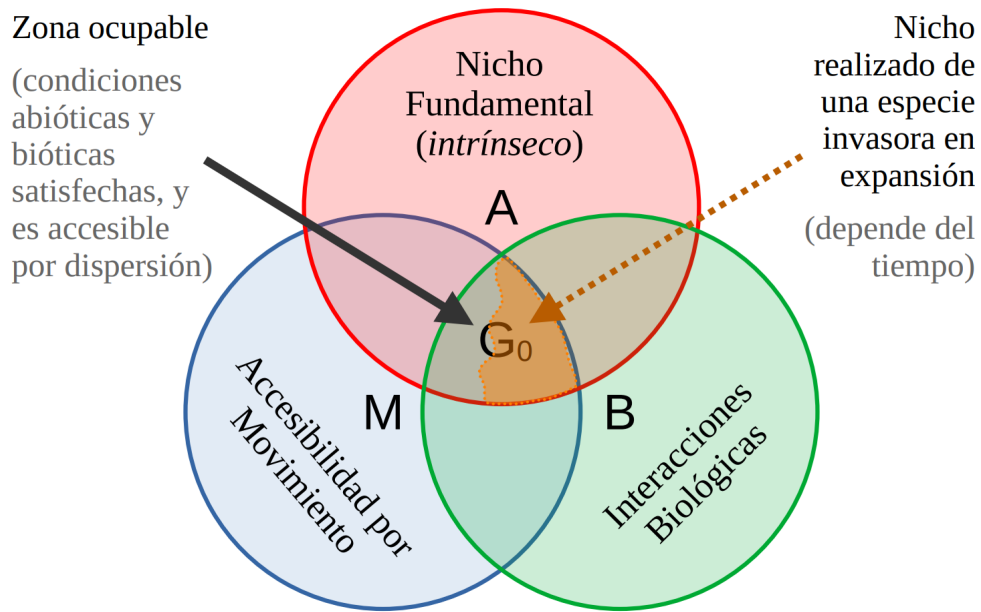 Zona ocupable
(condiciones
abióticas y
bióticas
satisfechas, y
es accesible
por dispersión)
Nicho
Fundamental
(intrínseco)
Nicho
realizado de
una especie
invasora en
expansión
(depende del
tiempo)
A
G0
M
B
Accesibilidad por
Movimiento
Interacciones
Biológicas